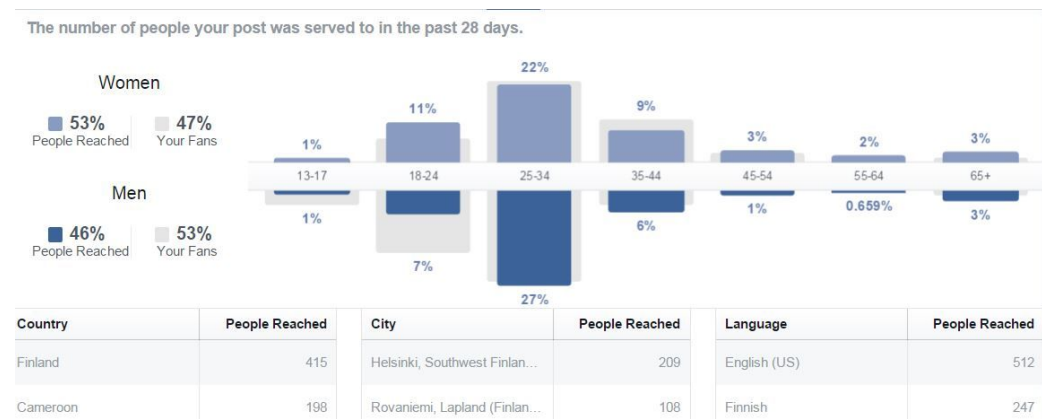 The number of people your post was served to in the past 28 days.
Women
53%
People Reached
47%
Your Fans
Men
46%
People Reached
53%
Your Fans
1% 11% 22% 9% 3% 2% 3%
13-17 18-24 25-34 35-44 45-54 55-64 65+
1% 7% 27% 6% 1% 0.659% 3%
Country People Reached City People Reached Language People Reached
Finland 415 Helsinki, Southwest Finlan... 209 English (US) 512
Cameroon 198 Rovaniemi, Lapland (Finlan... 108 Finnish 247